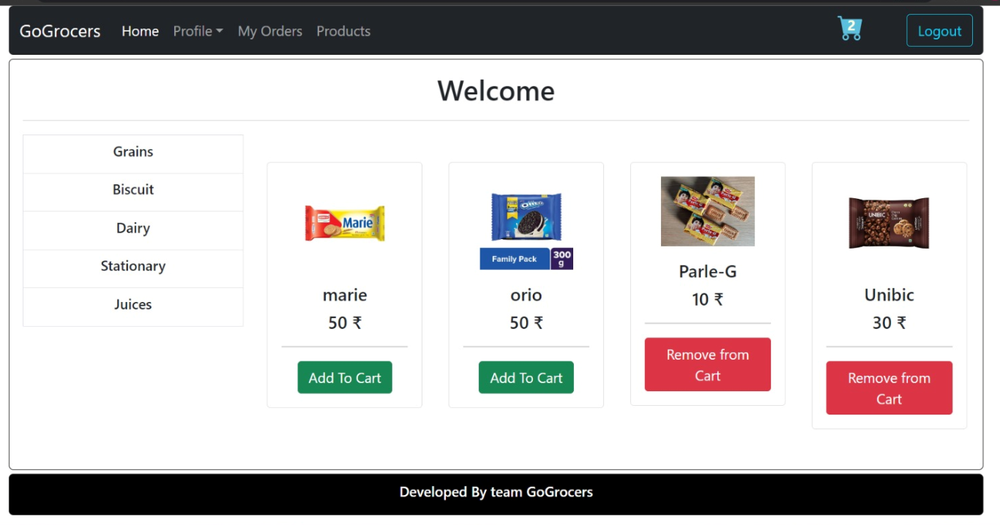 GoGrocers Home Profile My Orders Products 2 Logout
Welcome
Grains
Biscuit
Dairy
Stationary
Juices
Marie
marie
50 ₹
Add To Cart
OREO
Family Pack
300
g
orio
50 ₹
Add To Cart
Parle-G
10 ₹
Remove from
Cart
UNIBIC
Unibic
30 ₹
Remove from
Cart
Developed By team GoGrocers